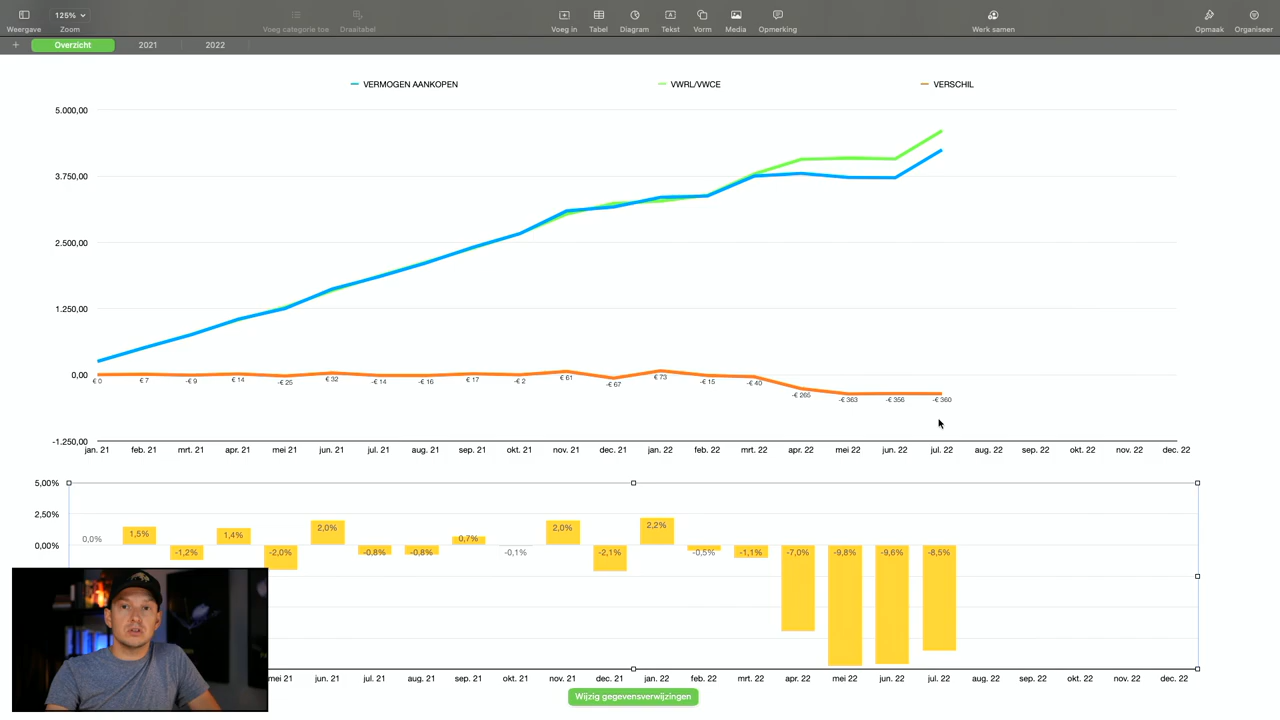 125%
Weergave
Zoom
Voeg categorie toe
Draaitabel
Voeg in
Tabel
Diagram
Tekst
Vorm
Media
Opmerking
Werk samen
Opmaak
Organiseer
+
Overzicht
2021
2022
VERMOGEN AANKOPEN
VWRL/VWCE
VERSCHIL
5.000,00
3.750,00
2.500,00
1.250,00
0,00
-1.250,00
€ 0
€ 7
-€ 9
€ 14
-€ 25
€ 32
-€ 14
-€ 16
€ 17
-€ 2
€ 61
-€ 67
€ 73
-€ 15
-€ 40
-€ 265
-€ 363
-€ 356
-€ 360
jan. 21
feb. 21
mrt. 21
apr. 21
mei 21
jun. 21
jul. 21
aug. 21
sep. 21
okt. 21
nov. 21
dec. 21
jan. 22
feb. 22
mrt. 22
apr. 22
mei 22
jun. 22
jul. 22
aug. 22
sep. 22
okt. 22
nov. 22
dec. 22
5,00%
2,50%
0,00%
0,0%
1,5%
-1,2%
1,4%
-2,0%
2,0%
-0,8%
-0,8%
0,7%
-0,1%
2,0%
-2,1%
2,2%
-0,5%
-1,1%
-7,0%
-9,8%
-9,6%
-8,5%
mei 21
jun. 21
jul. 21
aug. 21
sep. 21
okt. 21
nov. 21
dec. 21
jan. 22
feb. 22
mrt. 22
apr. 22
mei 22
jun. 22
jul. 22
aug. 22
sep. 22
okt. 22
nov. 22
dec. 22
Wijzig gegevensverwijzingen